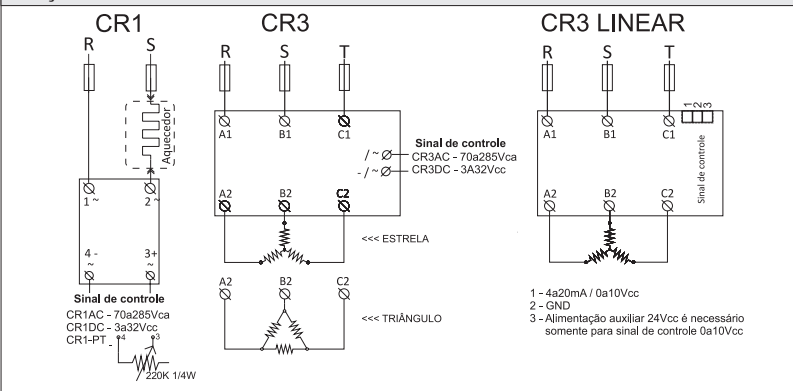 CR1
R S
Aquecedor
1 ~ 2 ~
4 - 3+
~ ~
Sinal de controle
CR1AC - 70a285Vca
CR1DC - 3a32Vcc
CR1-PT
4 3
220K 1/4W
CR3
R S T
A1 B1 C1
Sinal de controle
/ ~ CR3AC - 70a285Vca
- / ~ CR3DC - 3A32Vcc
A2 B2 C2
<<< ESTRELA
A2 B2 C2
<<< TRIÂNGULO
CR3 LINEAR
R S T
1 2 3
A1 B1 C1
Sinal de controle
A2 B2 C2
1 - 4a20mA / 0a10Vcc
2 - GND
3 - Alimentação auxiliar 24Vcc é necessário
somente para sinal de controle 0a10Vcc